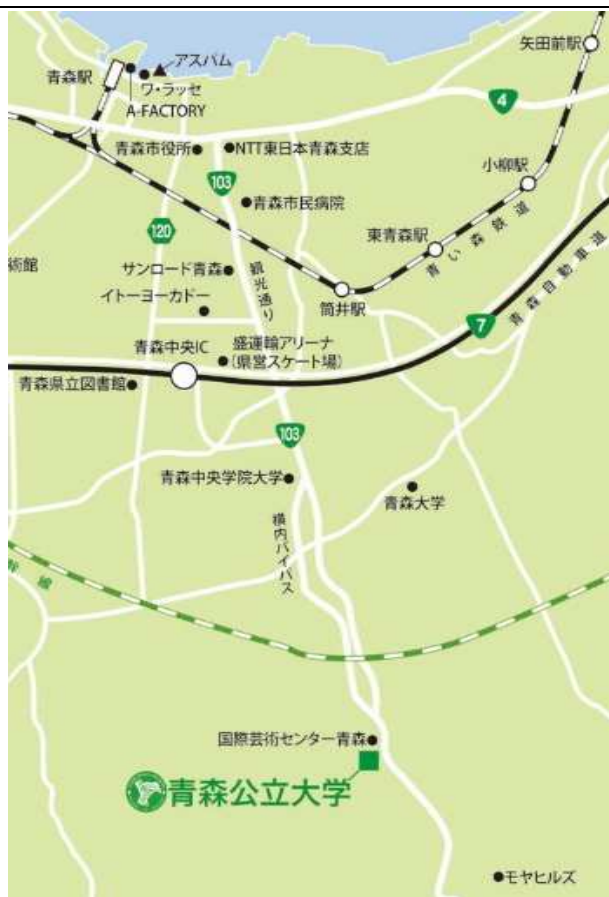 矢田前駅
アスパム
青森駅
ワ・ラッセ
A-FACTORY
4
青森市役所
NTT東日本青森支店
小柳駅
103
青森市民病院
120
東青森駅
青い森鉄道
術館
サンロード青森
観光通り
イトーヨーカドー
筒井駅
7
青森自動車道
青森中央IC
盛運輸アリーナ
(県営スケート場)
青森県立図書館
103
青森中央学院大学
青森大学
横内バイパス
幹線
国際芸術センター青森
青森公立大学
モヤヒルズ